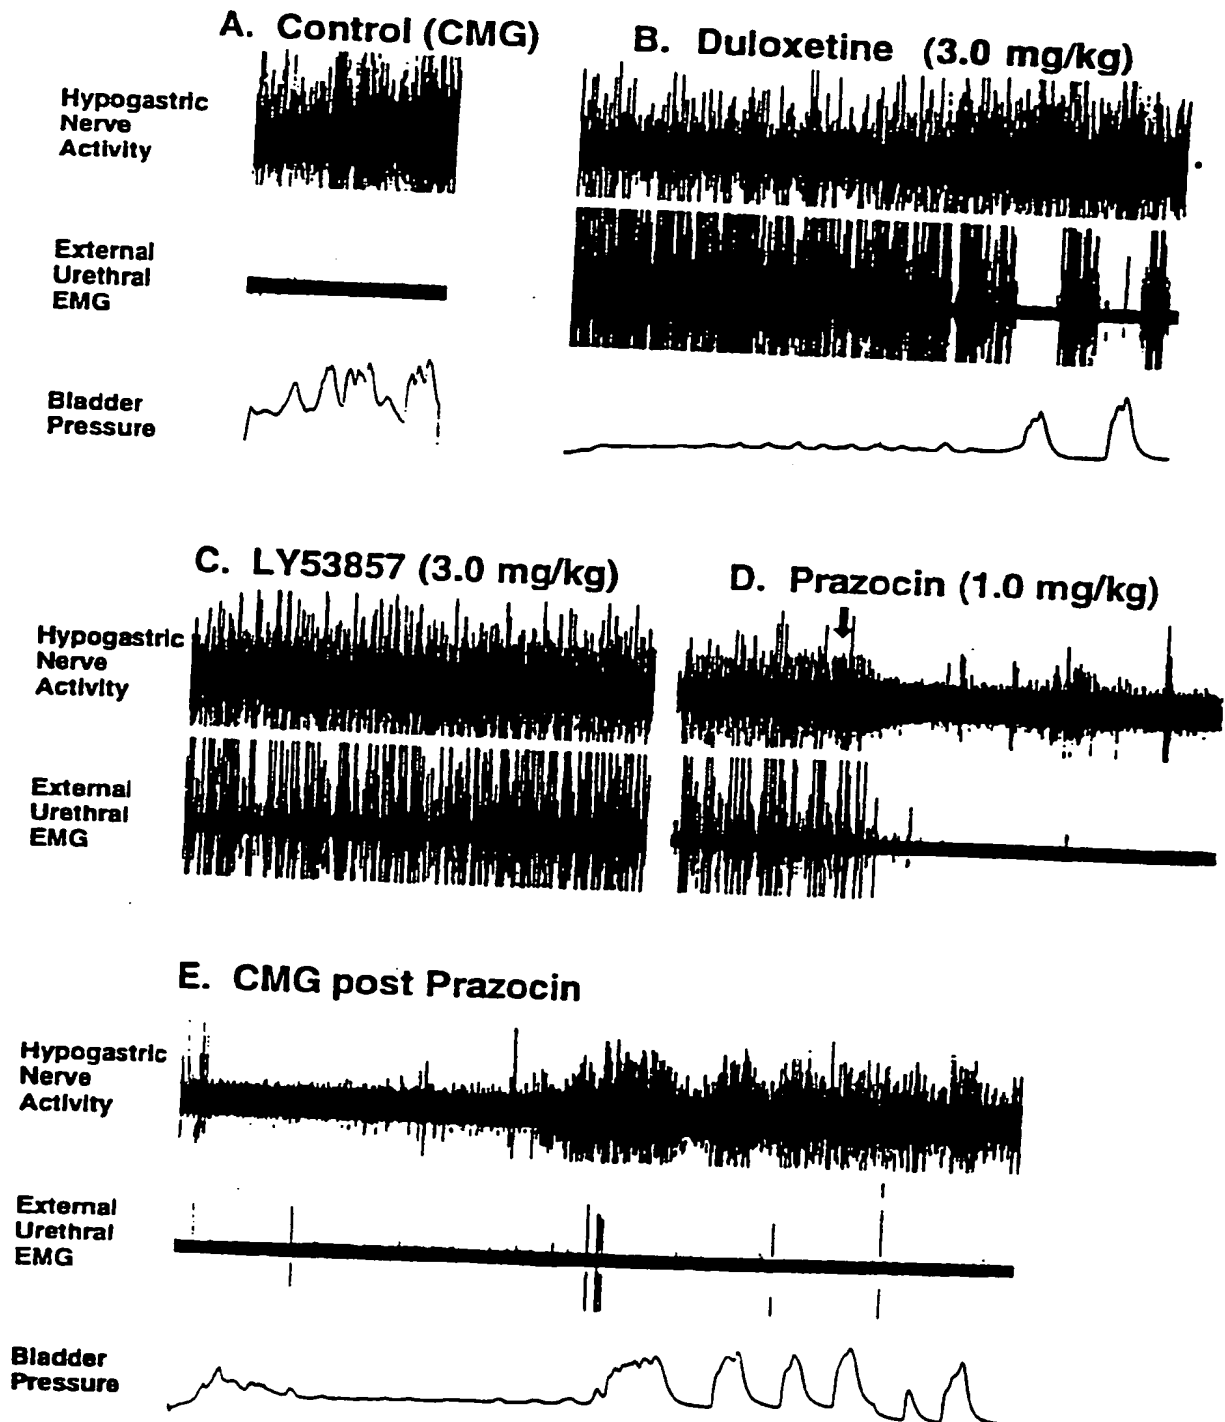 A. Control (CMG)
B. Duloxetine (3.0 mg/kg)
Hypogastric
Nerve
Activity
External
Urethral
EMG
Bladder
Pressure
C. LY53857 (3.0 mg/kg)
D. Prazocin (1.0 mg/kg)
Hypogastric
Nerve
Activity
External
Urethral
EMG
E. CMG post Prazocin
Hypogastric
Nerve
Activity
External
Urethral
EMG
Bladder
Pressure